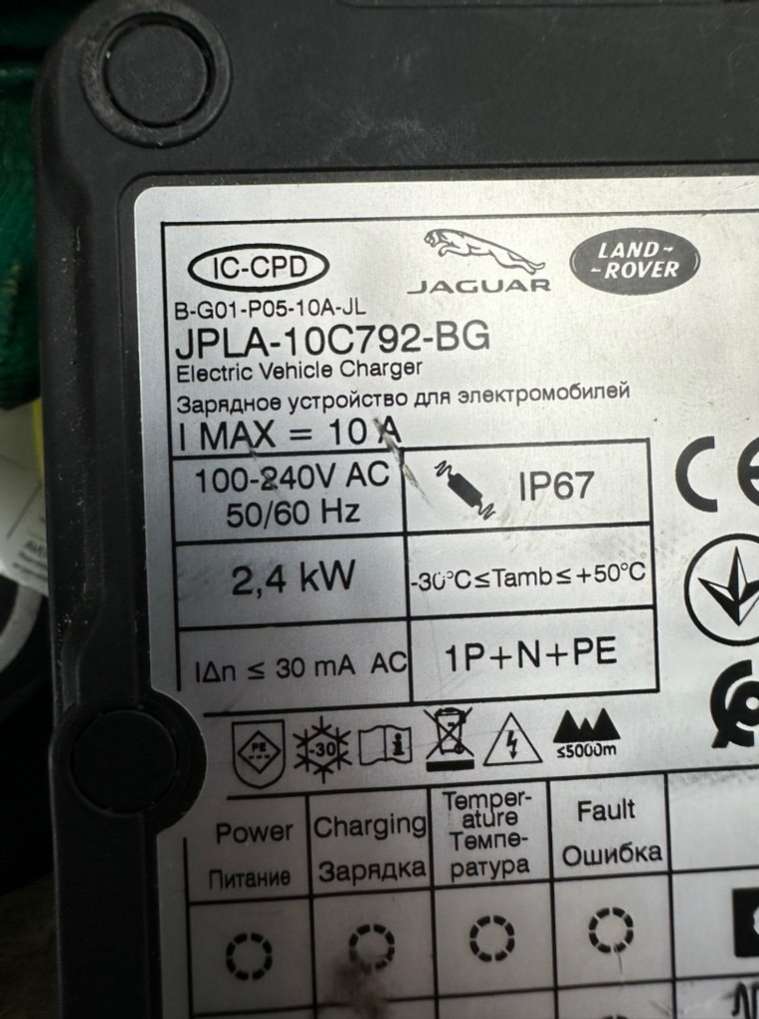 IC-CPD
JAGUAR
LAND-
-ROVER
B-G01-P05-10A-JL
JPLA-10C792-BG
Electric Vehicle Charger
Зарядное устройство для электромобилей
I MAX = 10 A
100-240V AC
50/60 Hz
IP67
2,4 kW
-30°C≤Tamb≤+50°C
I∆n ≤ 30 mA AC
1P+N+PE
CE
PE
-30
i
≤5000m
Power
Питание
Charging
Зарядка
Temper-
ature
Темпе-
ратура
Fault
Ошибка